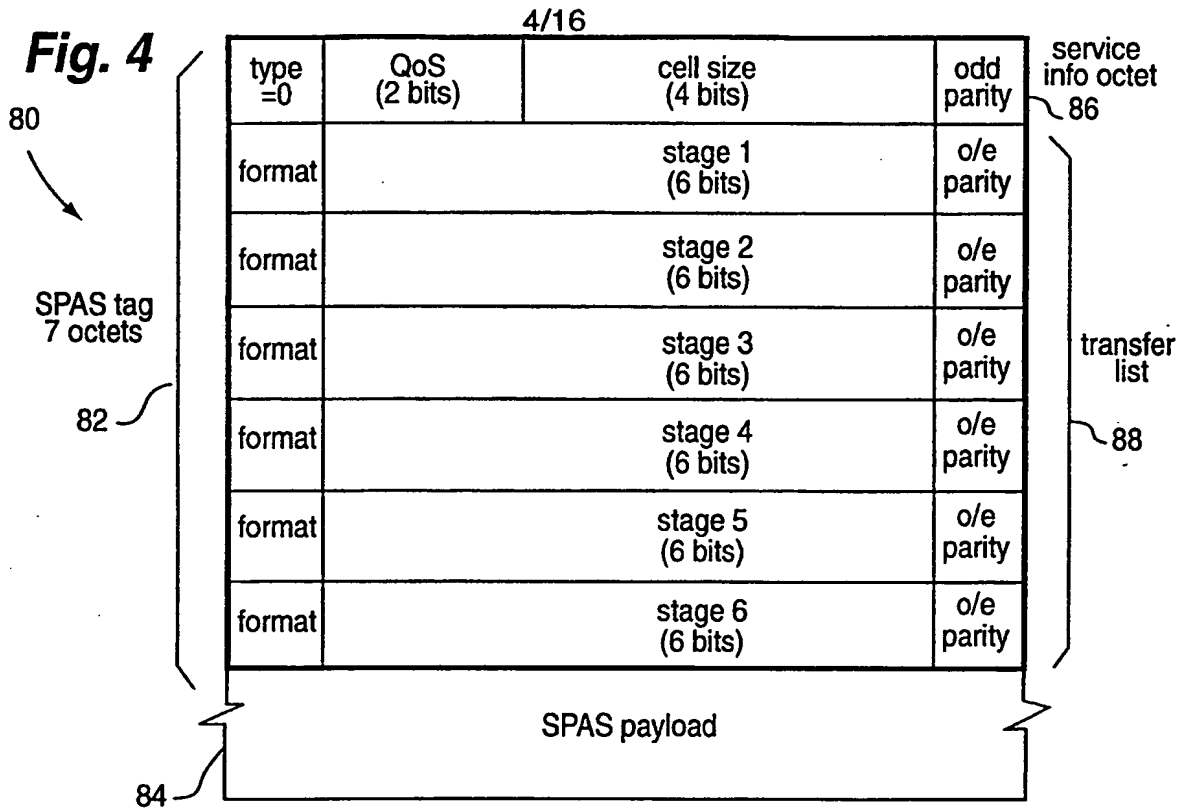 4/16
Fig. 4
80
type
=0
QoS
(2 bits)
cell size
(4 bits)
odd
parity
service
info octet
86
format
stage 1
(6 bits)
o/e
parity
format
stage 2
(6 bits)
o/e
parity
SPAS tag
7 octets
82
format
stage 3
(6 bits)
o/e
parity
transfer
list
88
format
stage 4
(6 bits)
o/e
parity
format
stage 5
(6 bits)
o/e
parity
format
stage 6
(6 bits)
o/e
parity
SPAS payload
84